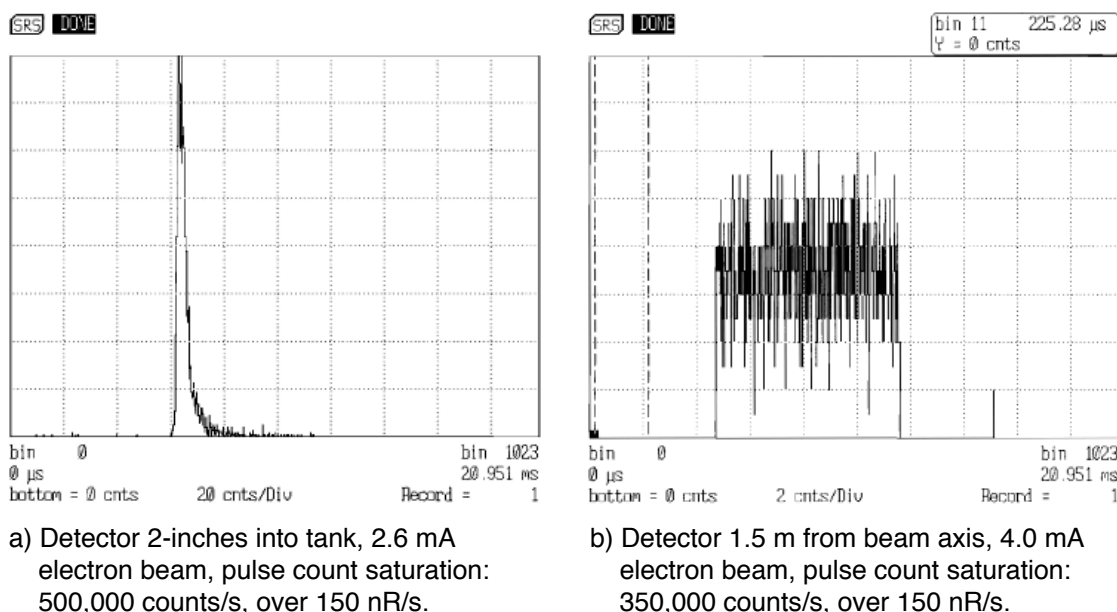 SRS DONE
bin 0 bin 1023
0 µs 20.951 ms
bottom = 0 cnts 20 cnts/Div Record = 1
a) Detector 2-inches into tank, 2.6 mA
electron beam, pulse count saturation:
500,000 counts/s, over 150 nR/s.
SRS DONE
bin 11 225.28 µs
Y = 0 cnts
bin 0 bin 1023
0 µs 20.951 ms
bottom = 0 cnts 2 cnts/Div Record = 1
b) Detector 1.5 m from beam axis, 4.0 mA
electron beam, pulse count saturation:
350,000 counts/s, over 150 nR/s.